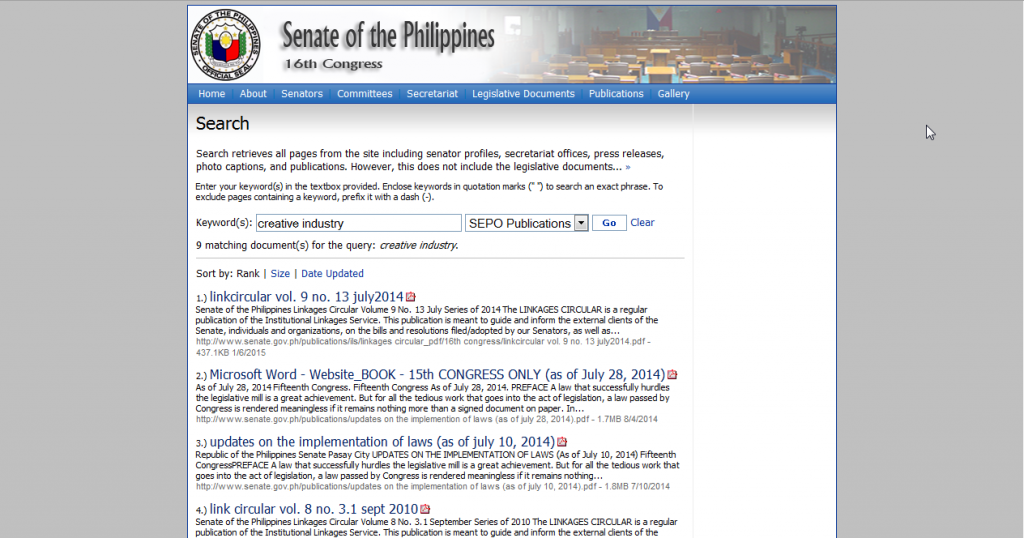 SENATE OF THE PHILIPPINES
OFFICIAL SEAL
Senate of the Philippines
16th Congress
Home About Senators Committees Secretariat Legislative Documents Publications Gallery
Search
Search retrieves all pages from the site including senator profiles, secretariat offices, press releases,
photo captions, and publications. However, this does not include the legislative documents... »
Enter your keyword(s) in the textbox provided. Enclose keywords in quotation marks (" ") to search an exact phrase. To
exclude pages containing a keyword, prefix it with a dash (-).
Keyword(s): creative industry SEPO Publications Go Clear
9 matching document(s) for the query: creative industry.
Sort by: Rank | Size | Date Updated
1.) linkcircular vol. 9 no. 13 july2014
Senate of the Philippines Linkages Circular Volume 9 No. 13 July Series of 2014 The LINKAGES CIRCULAR is a regular
publication of the Institutional Linkages Service. This publication is meant to guide and inform the external clients of the
Senate, individuals and organizations, on the bills and resolutions filed/adopted by our Senators, as well as...
http://www.senate.gov.ph/publications/ils/linkages circular_pdf/16th congress/linkcircular vol. 9 no. 13 july2014.pdf -
437.1KB 1/6/2015
2.) Microsoft Word - Website_BOOK - 15th CONGRESS ONLY (as of July 28, 2014)
As of July 28, 2014 Fifteenth Congress. Fifteenth Congress As of July 28, 2014. PREFACE A law that successfully hurdles
the legislative mill is a great achievement. But for all the tedious work that goes into the act of legislation, a law passed by
Congress is rendered meaningless if it remains nothing more than a signed document on paper. In...
http://www.senate.gov.ph/publications/updates on the implemention of laws (as of july 28, 2014).pdf - 1.7MB 8/4/2014
3.) updates on the implementation of laws (as of july 10, 2014)
Republic of the Philippines Senate Pasay City UPDATES ON THE IMPLEMENTATION OF LAWS (As of July 10, 2014) Fifteenth
CongressPREFACE A law that successfully hurdles the legislative mill is a great achievement. But for all the tedious work that
goes into the act of legislation, a law passed by Congress is rendered meaningless if it remains nothing...
http://www.senate.gov.ph/publications/updates on the implementation of laws (as of july 10, 2014).pdf - 1.8MB 7/10/2014
4.) link circular vol. 8 no. 3.1 sept 2010
Senate of the Philippines Linkages Circular Volume 8 No. 3.1 September Series of 2010 The LINKAGES CIRCULAR is a regular
publication of the Institutional Linkages Service. This publication is meant to guide and inform the external clients of the